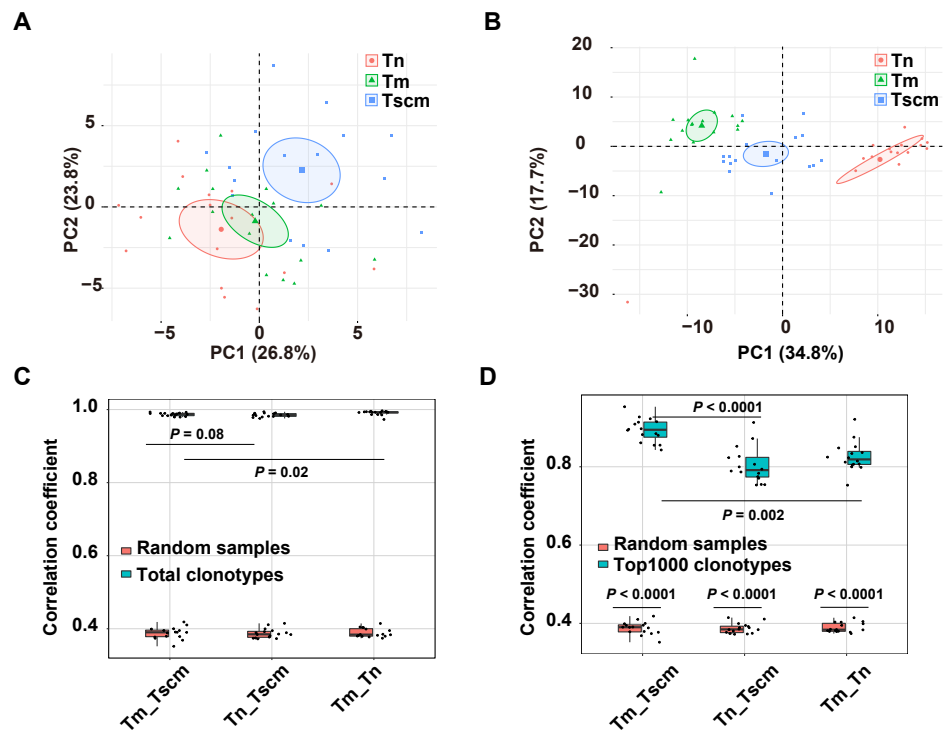 A
Tn
Tm
Tscm
5
0
−5
PC2 (23.8%)
−5
0
5
PC1 (26.8%)
B
Tn
Tm
Tscm
20
10
0
−10
−20
−30
PC2 (17.7%)
−10
0
10
PC1 (34.8%)
C
1.0
0.8
0.6
0.4
Correlation coefficient
P = 0.08
P = 0.02
Random samples
Total clonotypes
Tm_Tscm
Tn_Tscm
Tm_Tn
D
0.8
0.6
0.4
Correlation coefficient
P < 0.0001
P = 0.002
Random samples
Top1000 clonotypes
P < 0.0001
P < 0.0001
P < 0.0001
Tm_Tscm
Tn_Tscm
Tm_Tn